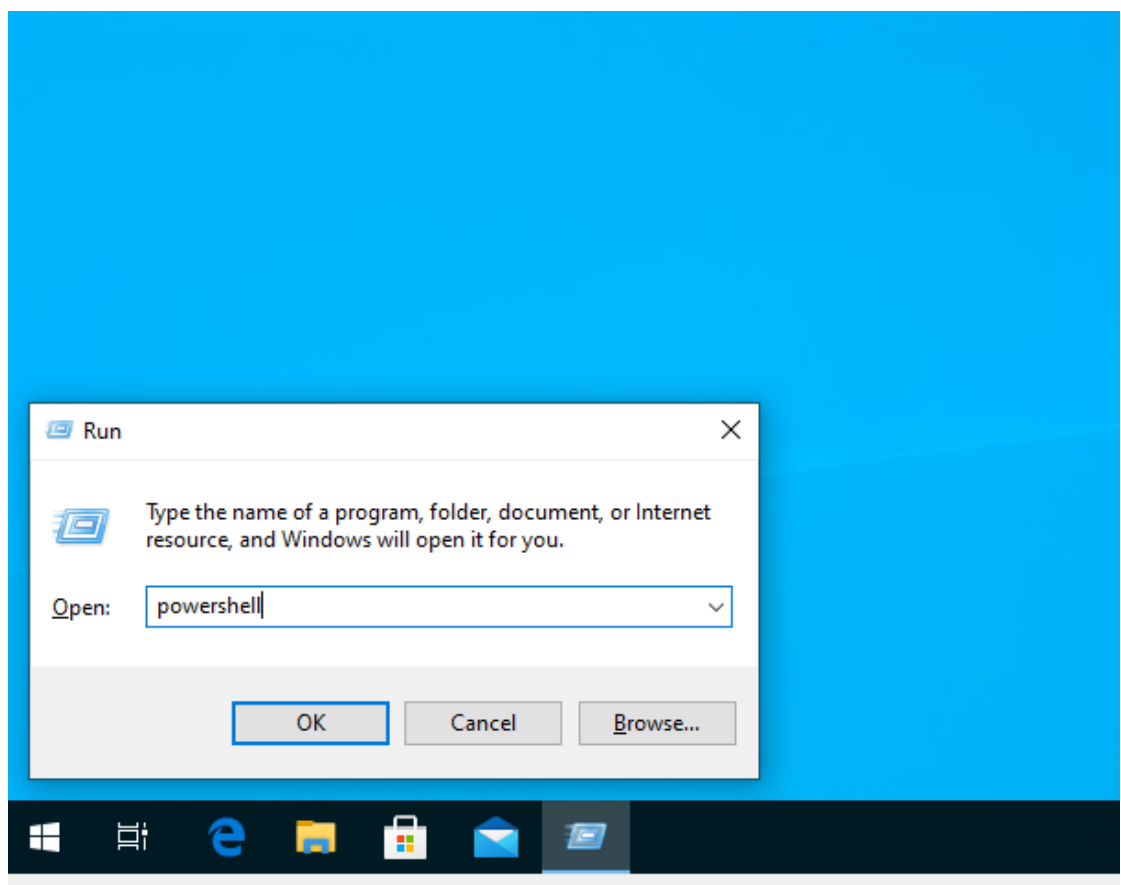 Run
Type the name of a program, folder, document, or Internet
resource, and Windows will open it for you.
Open: powershell
OK Cancel Browse...